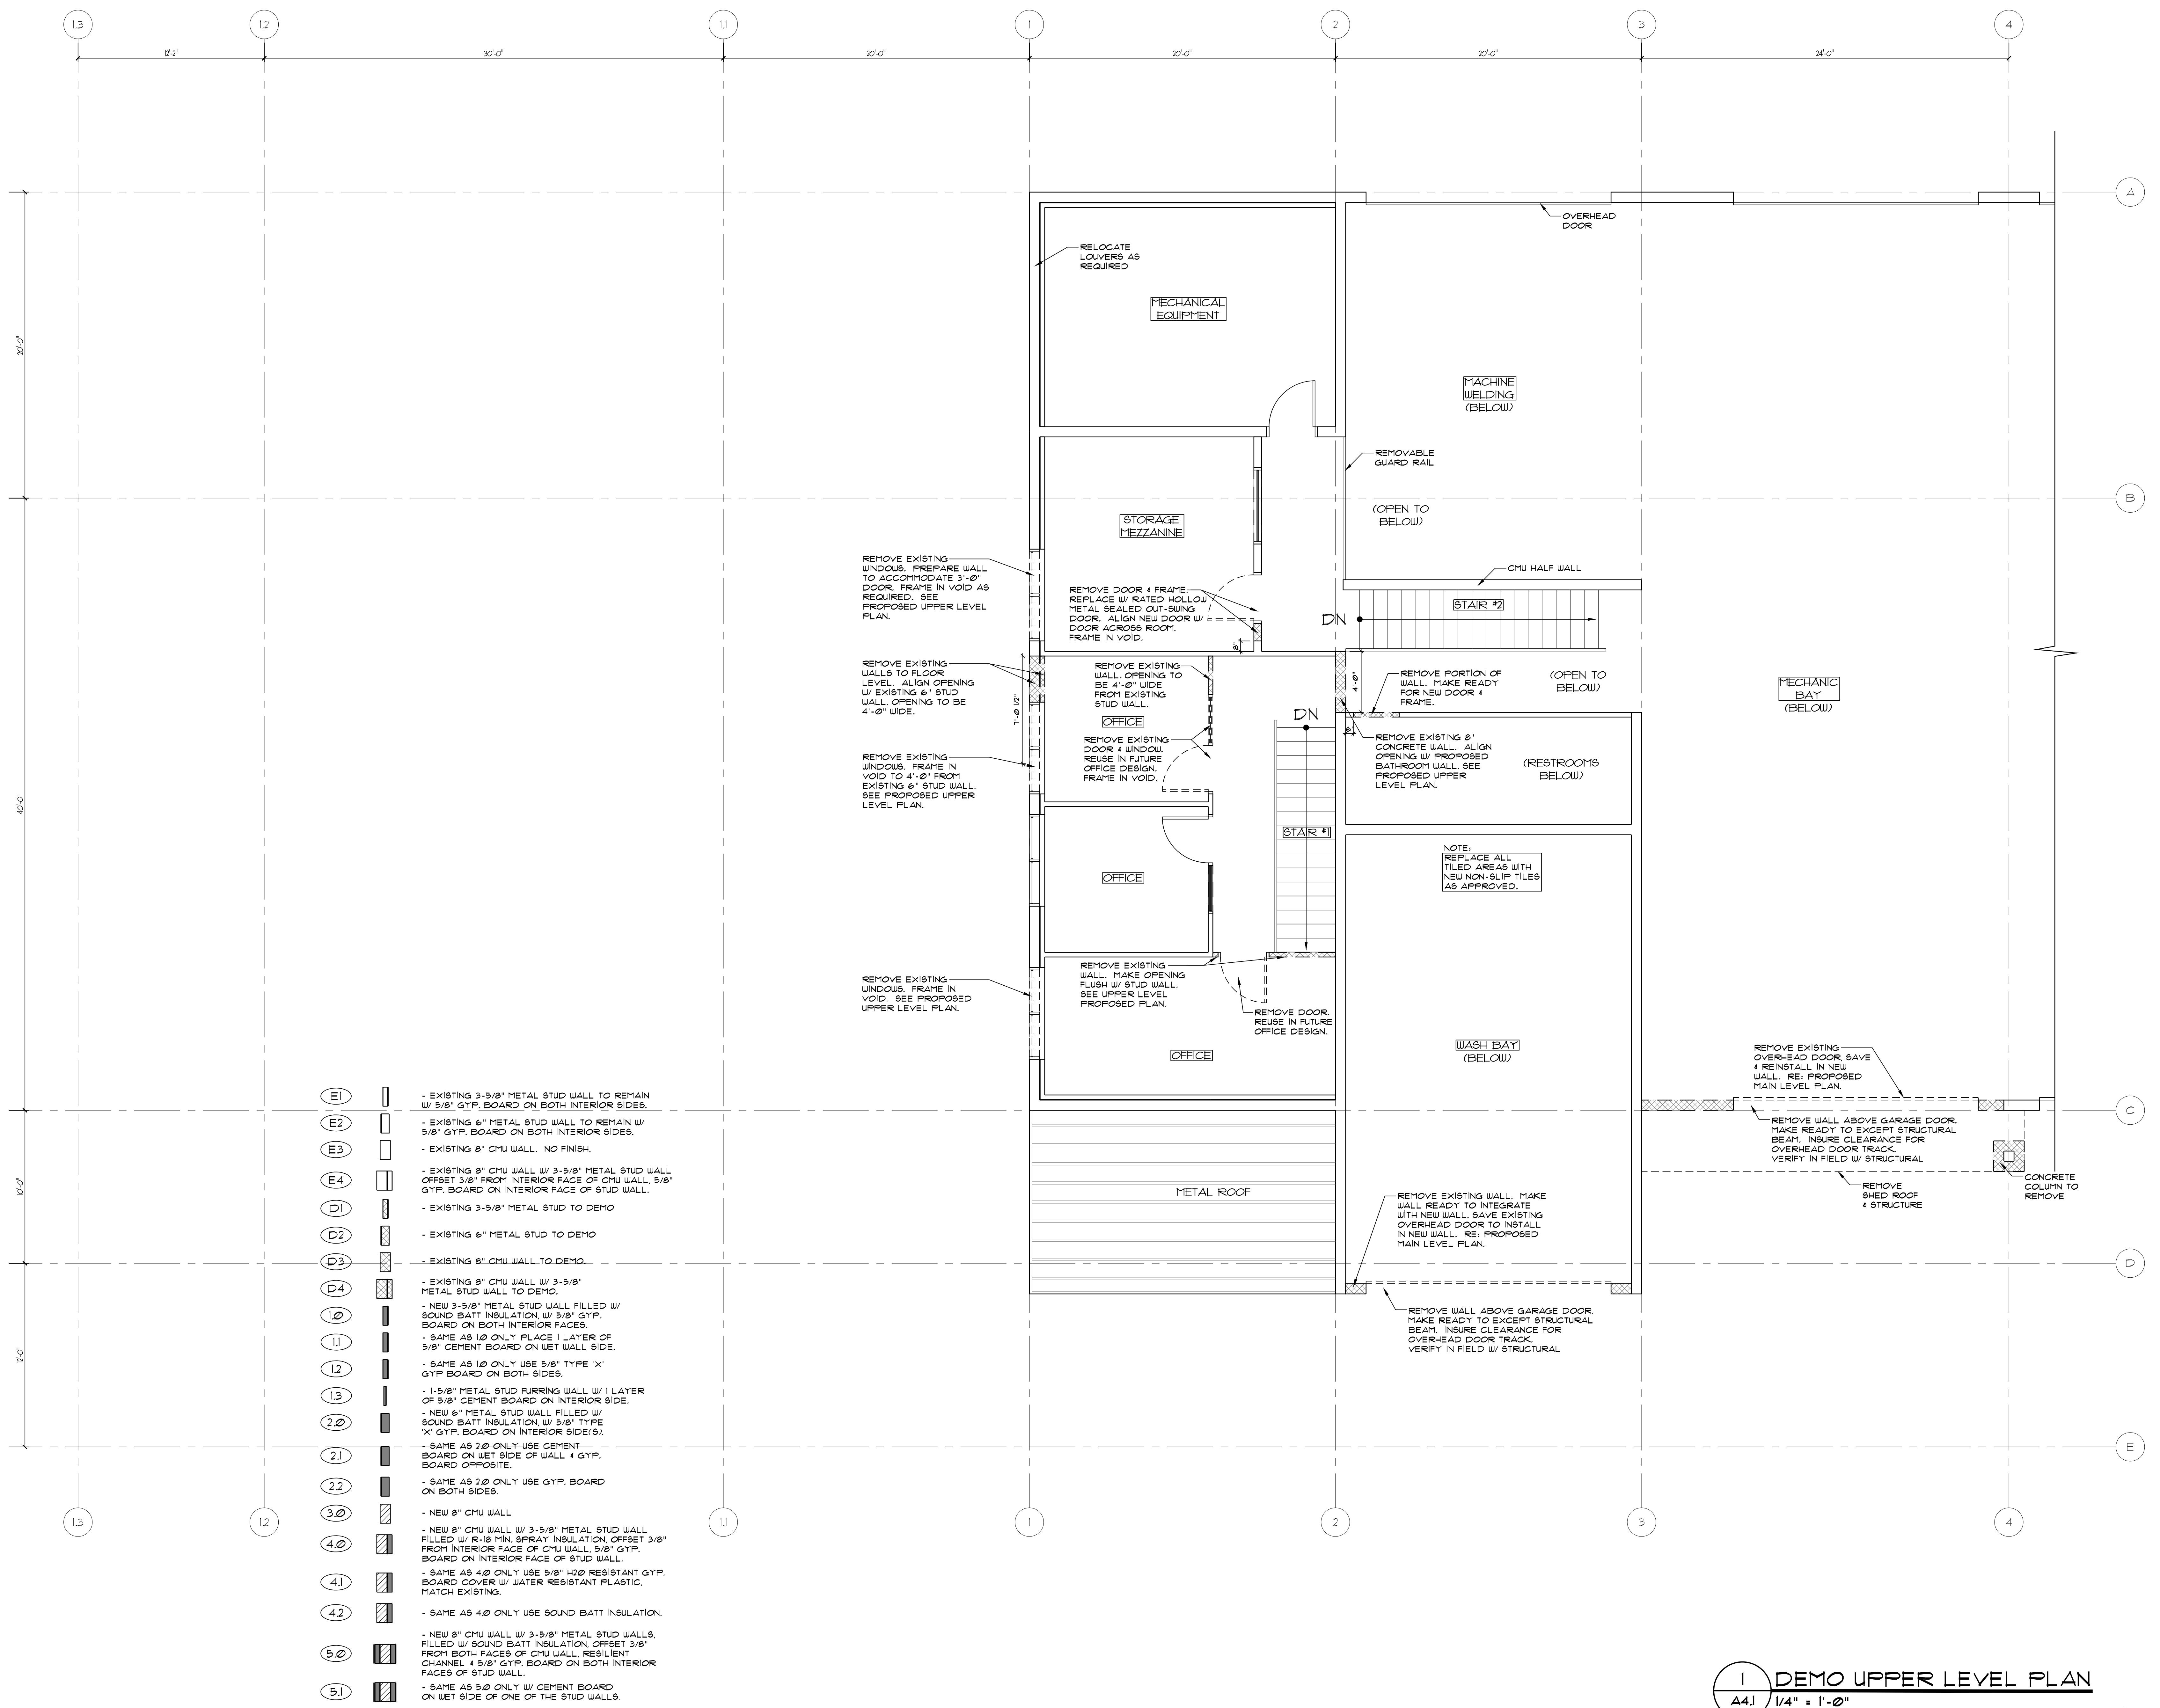 1.3
1.2
1.1
1
2
3
4
12'-2"
30'-0"
20'-0"
20'-0"
20'-0"
24'-0"
A
B
C
D
E
20'-0"
40'-0"
10'-0"
12'-0"
OVERHEAD
DOOR
RELOCATE
LOUVERS AS
REQUIRED
MECHANICAL
EQUIPMENT
MACHINE
WELDING
(BELOW)
REMOVABLE
GUARD RAIL
(OPEN TO
BELOW)
STORAGE
MEZZANINE
REMOVE EXISTING
WINDOWS. PREPARE WALL
TO ACCOMMODATE 3'-0"
DOOR. FRAME IN VOID AS
REQUIRED. SEE
PROPOSED UPPER LEVEL
PLAN.
REMOVE DOOR & FRAME.
REPLACE W/ RATED HOLLOW
METAL SEALED OUT-SWING
DOOR. ALIGN NEW DOOR W/
DOOR ACROSS ROOM.
FRAME IN VOID.
CMU HALF WALL
STAIR #2
DN
8"
REMOVE EXISTING
WALLS TO FLOOR
LEVEL. ALIGN OPENING
W/ EXISTING 6" STUD
WALL. OPENING TO BE
4'-0" WIDE.
7'-0 1/2"
REMOVE EXISTING
WALL. OPENING TO
BE 4'-0" WIDE
FROM EXISTING
STUD WALL.
OFFICE
4'-0"
REMOVE PORTION OF
WALL. MAKE READY
FOR NEW DOOR &
FRAME.
(OPEN TO
BELOW)
MECHANIC
BAY
(BELOW)
DN
REMOVE EXISTING
DOOR & WINDOW.
REUSE IN FUTURE
OFFICE DESIGN.
FRAME IN VOID.
REMOVE EXISTING 8"
CONCRETE WALL. ALIGN
OPENING W/ PROPOSED
BATHROOM WALL. SEE
PROPOSED UPPER
LEVEL PLAN.
(RESTROOMS
BELOW)
REMOVE EXISTING
WINDOWS. FRAME IN
VOID TO 4'-0" FROM
EXISTING 6" STUD WALL.
SEE PROPOSED UPPER
LEVEL PLAN.
STAIR #1
NOTE:
REPLACE ALL
TILED AREAS WITH
NEW NON-SLIP TILES
AS APPROVED.
OFFICE
REMOVE EXISTING
WINDOWS. FRAME IN
VOID. SEE PROPOSED
UPPER LEVEL PLAN.
REMOVE EXISTING
WALL. MAKE OPENING
FLUSH W/ STUD WALL.
SEE UPPER LEVEL
PROPOSED PLAN.
REMOVE DOOR.
REUSE IN FUTURE
OFFICE DESIGN.
OFFICE
WASH BAY
(BELOW)
REMOVE EXISTING
OVERHEAD DOOR, SAVE
& REINSTALL IN NEW
WALL. RE: PROPOSED
MAIN LEVEL PLAN.
REMOVE WALL ABOVE GARAGE DOOR.
MAKE READY TO EXCEPT STRUCTURAL
BEAM. INSURE CLEARANCE FOR
OVERHEAD DOOR TRACK.
VERIFY IN FIELD W/ STRUCTURAL
CONCRETE
COLUMN TO
REMOVE
REMOVE
SHED ROOF
& STRUCTURE
METAL ROOF
REMOVE EXISTING WALL. MAKE
WALL READY TO INTEGRATE
WITH NEW WALL. SAVE EXISTING
OVERHEAD DOOR TO INSTALL
IN NEW WALL. RE: PROPOSED
MAIN LEVEL PLAN.
REMOVE WALL ABOVE GARAGE DOOR.
MAKE READY TO EXCEPT STRUCTURAL
BEAM. INSURE CLEARANCE FOR
OVERHEAD DOOR TRACK.
VERIFY IN FIELD W/ STRUCTURAL
E1 - EXISTING 3-5/8" METAL STUD WALL TO REMAIN
W/ 5/8" GYP. BOARD ON BOTH INTERIOR SIDES.
E2 - EXISTING 6" METAL STUD WALL TO REMAIN W/
5/8" GYP. BOARD ON BOTH INTERIOR SIDES.
E3 - EXISTING 8" CMU WALL. NO FINISH.
E4 - EXISTING 8" CMU WALL W/ 3-5/8" METAL STUD WALL
OFFSET 3/8" FROM INTERIOR FACE OF CMU WALL, 5/8"
GYP. BOARD ON INTERIOR FACE OF STUD WALL.
D1 - EXISTING 3-5/8" METAL STUD TO DEMO
D2 - EXISTING 6" METAL STUD TO DEMO
D3 - EXISTING 8" CMU WALL TO DEMO.
D4 - EXISTING 8" CMU WALL W/ 3-5/8"
METAL STUD WALL TO DEMO.
1.0 - NEW 3-5/8" METAL STUD WALL FILLED W/
SOUND BATT INSULATION, W/ 5/8" GYP.
BOARD ON BOTH INTERIOR FACES.
1.1 - SAME AS 1.0 ONLY PLACE 1 LAYER OF
5/8" CEMENT BOARD ON WET WALL SIDE.
1.2 - SAME AS 1.0 ONLY USE 5/8" TYPE 'X'
GYP BOARD ON BOTH SIDES.
1.3 - 1-5/8" METAL STUD FURRING WALL W/ 1 LAYER
OF 5/8" CEMENT BOARD ON INTERIOR SIDE.
2.0 - NEW 6" METAL STUD WALL FILLED W/
SOUND BATT INSULATION, W/ 5/8" TYPE
'X' GYP. BOARD ON INTERIOR SIDE(S).
2.1 - SAME AS 2.0 ONLY USE CEMENT
BOARD ON WET SIDE OF WALL & GYP.
BOARD OPPOSITE.
2.2 - SAME AS 2.0 ONLY USE GYP. BOARD
ON BOTH SIDES.
3.0 - NEW 8" CMU WALL
4.0 - NEW 8" CMU WALL W/ 3-5/8" METAL STUD WALL
FILLED W/ R-18 MIN. SPRAY INSULATION, OFFSET 3/8"
FROM INTERIOR FACE OF CMU WALL, 5/8" GYP.
BOARD ON INTERIOR FACE OF STUD WALL.
4.1 - SAME AS 4.0 ONLY USE 5/8" H20 RESISTANT GYP.
BOARD COVER W/ WATER RESISTANT PLASTIC,
MATCH EXISTING.
4.2 - SAME AS 4.0 ONLY USE SOUND BATT INSULATION.
5.0 - NEW 8" CMU WALL W/ 3-5/8" METAL STUD WALLS,
FILLED W/ SOUND BATT INSULATION, OFFSET 3/8"
FROM BOTH FACES OF CMU WALL, RESILIENT
CHANNEL & 5/8" GYP. BOARD ON BOTH INTERIOR
FACES OF STUD WALL.
5.1 - SAME AS 5.0 ONLY W/ CEMENT BOARD
ON WET SIDE OF ONE OF THE STUD WALLS.
1.3
1.2
1.1
1
2
3
4
1
A4.1
DEMO UPPER LEVEL PLAN
1/4" = 1'-0"